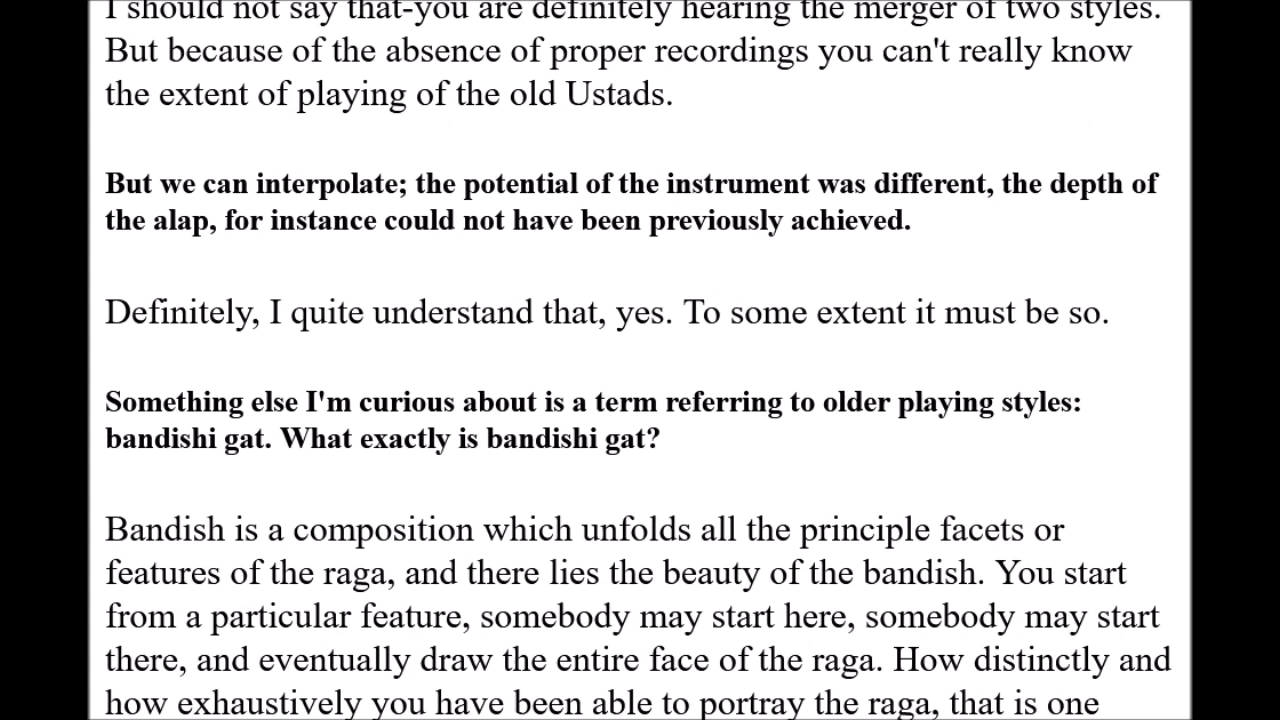 I should not say that-you are definitely hearing the merger of two styles.
But because of the absence of proper recordings you can't really know
the extent of playing of the old Ustads.
But we can interpolate; the potential of the instrument was different, the depth of
the alap, for instance could not have been previously achieved.
Definitely, I quite understand that, yes. To some extent it must be so.
Something else I'm curious about is a term referring to older playing styles:
bandishi gat. What exactly is bandishi gat?
Bandish is a composition which unfolds all the principle facets or
features of the raga, and there lies the beauty of the bandish. You start
from a particular feature, somebody may start here, somebody may start
there, and eventually draw the entire face of the raga. How distinctly and
how exhaustively you have been able to portray the raga, that is one